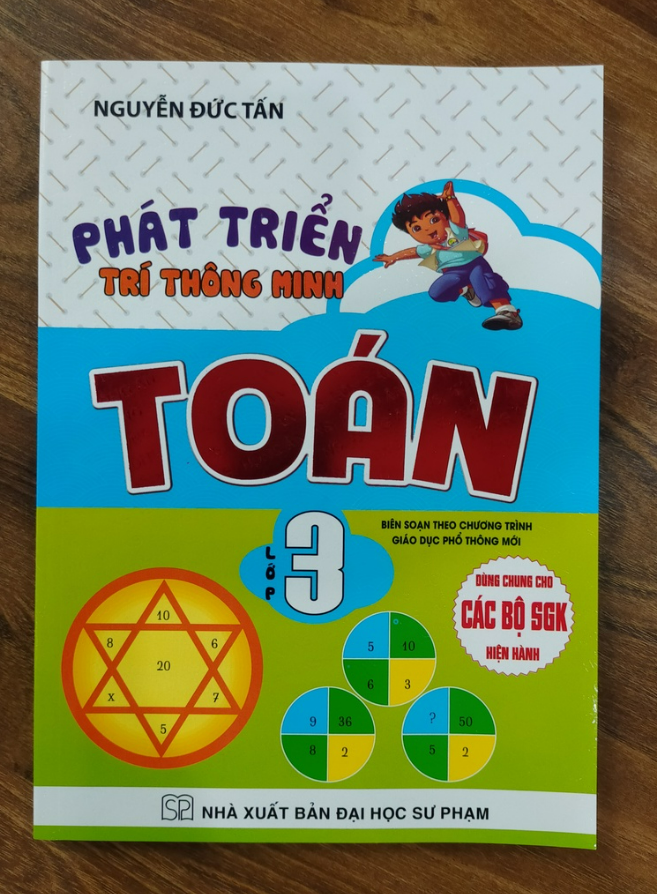 NGUYỄN ĐỨC TẤN
PHÁT TRIỂN
TRÍ THÔNG MINH
TOÁN
LỚP
3
BIÊN SOẠN THEO CHƯƠNG TRÌNH
GIÁO DỤC PHỔ THÔNG MỚI
DÙNG CHUNG CHO
CÁC BỘ SGK
HIỆN HÀNH
10
8 6
20
X 7
5
5 10
6 3
9 36
8 2
? 50
5 2
SP NHÀ XUẤT BẢN ĐẠI HỌC SƯ PHẠM